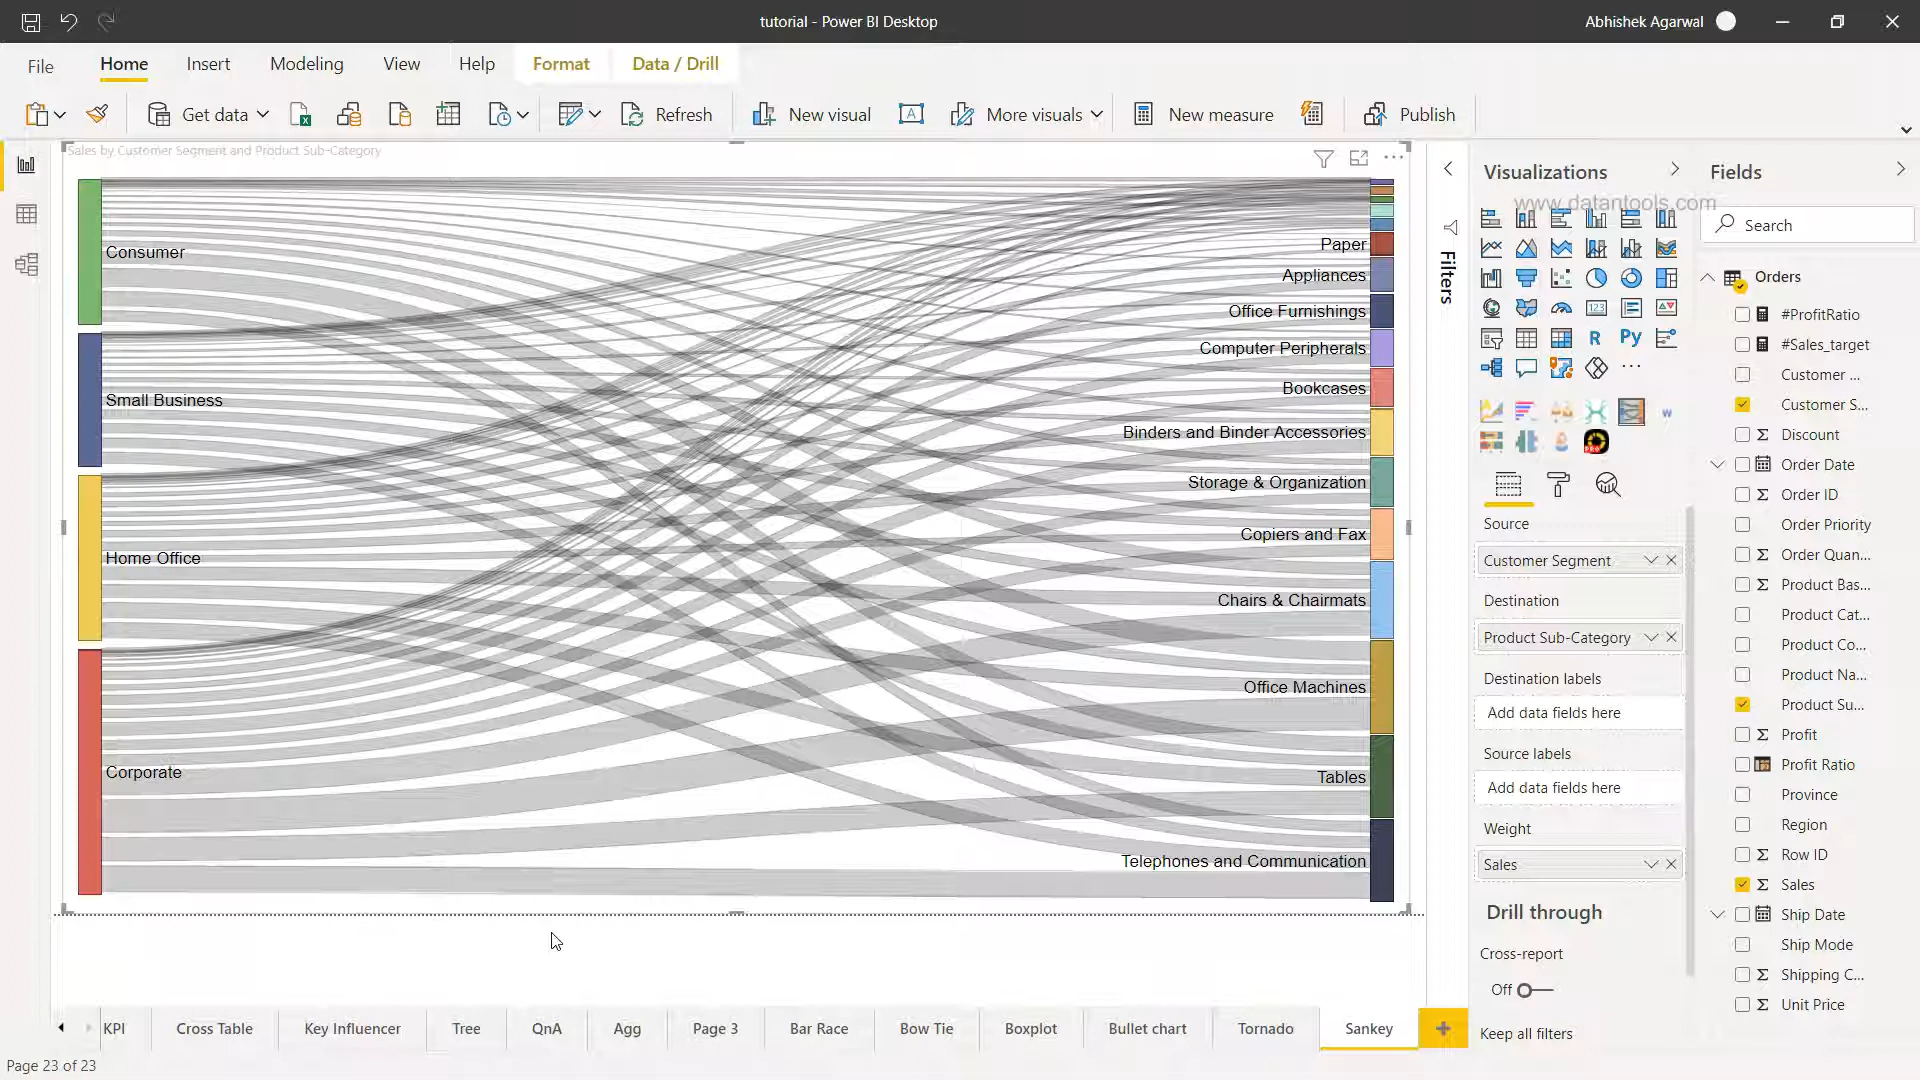 tutorial - Power BI Desktop
Abhishek Agarwal
File
Home
Insert
Modeling
View
Help
Format
Data / Drill
Get data
Refresh
New visual
More visuals
New measure
Publish
Sales by Customer Segment and Product Sub-Category
Consumer
Small Business
Home Office
Corporate
Paper
Appliances
Office Furnishings
Computer Peripherals
Bookcases
Binders and Binder Accessories
Storage & Organization
Copiers and Fax
Chairs & Chairmats
Office Machines
Tables
Telephones and Communication
Filters
Visualizations
www.datantools.com
123
R
Py
Source
Customer Segment
Destination
Product Sub-Category
Destination labels
Add data fields here
Source labels
Add data fields here
Weight
Sales
Drill through
Cross-report
Off
Keep all filters
Fields
Search
Orders
#ProfitRatio
#Sales_target
Customer ...
Customer S...
Discount
Order Date
Order ID
Order Priority
Order Quan...
Product Bas...
Product Cat...
Product Co...
Product Na...
Product Su...
Profit
Profit Ratio
Province
Region
Row ID
Sales
Ship Date
Ship Mode
Shipping C...
Unit Price
KPI
Cross Table
Key Influencer
Tree
QnA
Agg
Page 3
Bar Race
Bow Tie
Boxplot
Bullet chart
Tornado
Sankey
Page 23 of 23